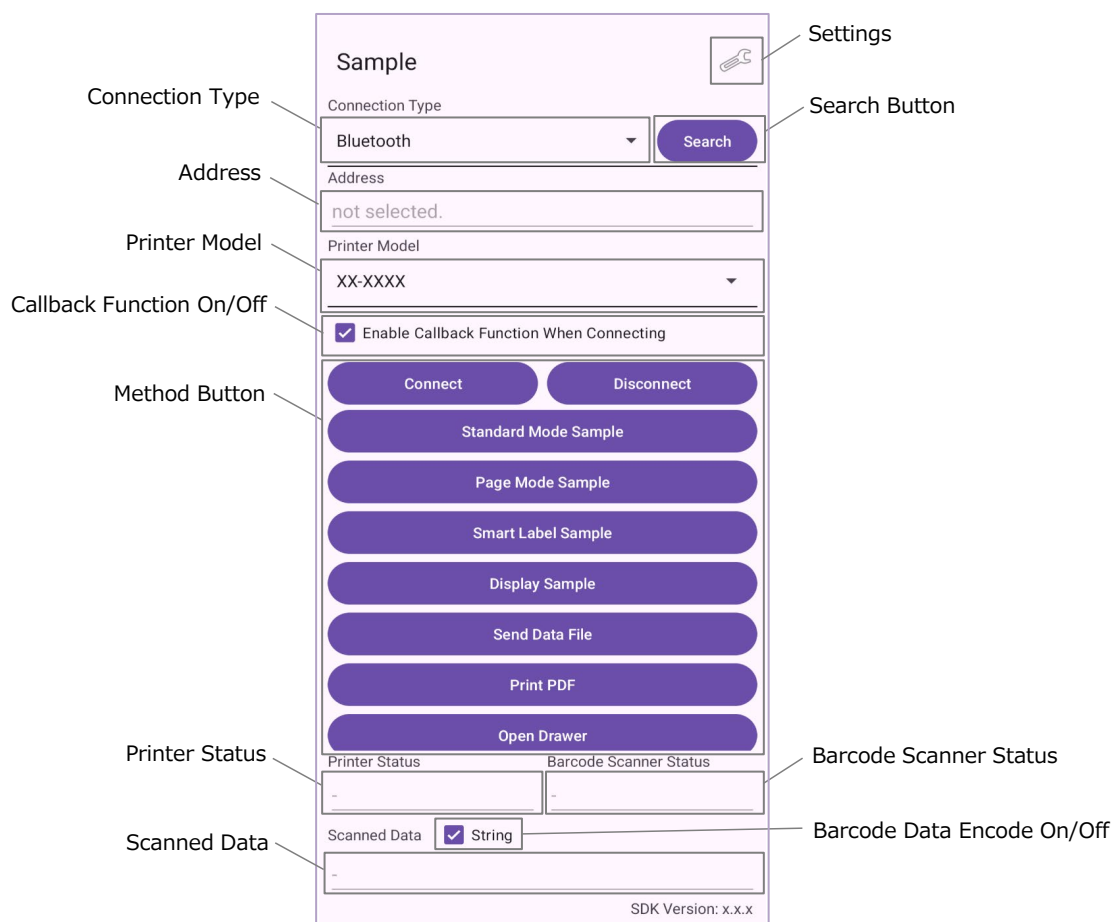 Settings
Sample
Connection Type
Connection Type
Search Button
Bluetooth
Search
Address
Address
not selected.
Printer Model
Printer Model
XX-XXXX
Callback Function On/Off
Enable Callback Function When Connecting
Method Button
Connect
Disconnect
Standard Mode Sample
Page Mode Sample
Smart Label Sample
Display Sample
Send Data File
Print PDF
Open Drawer
Printer Status
Printer Status
Barcode Scanner Status
Barcode Scanner Status
-
-
Scanned Data
String
Barcode Data Encode On/Off
Scanned Data
-
SDK Version: x.x.x